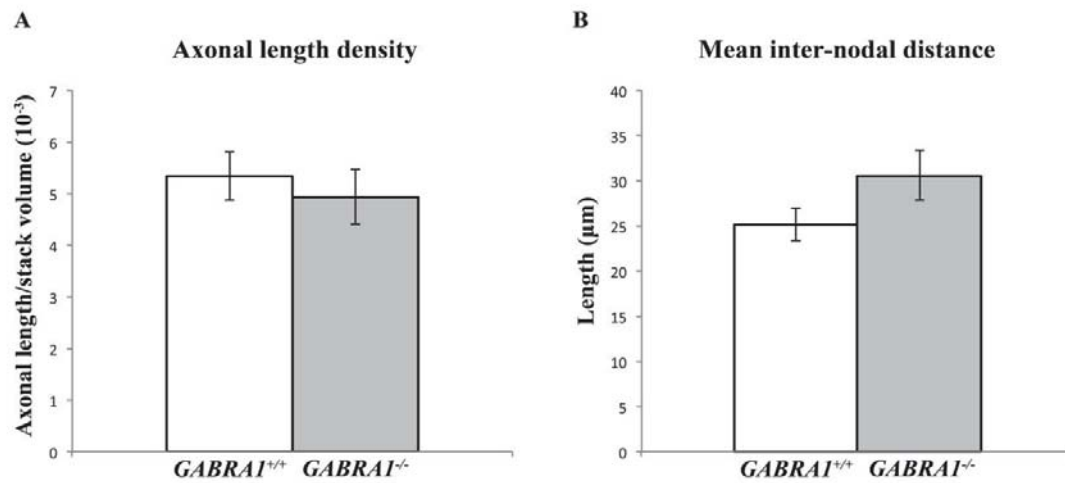 A
Axonal length density
Axonal length/stack volume (10⁻³)
7
6
5
4
3
2
1
0
GABRA1⁺/⁺ GABRA1⁻/⁻
B
Mean inter-nodal distance
Length (µm)
40
35
30
25
20
15
10
5
0
GABRA1⁺/⁺ GABRA1⁻/⁻